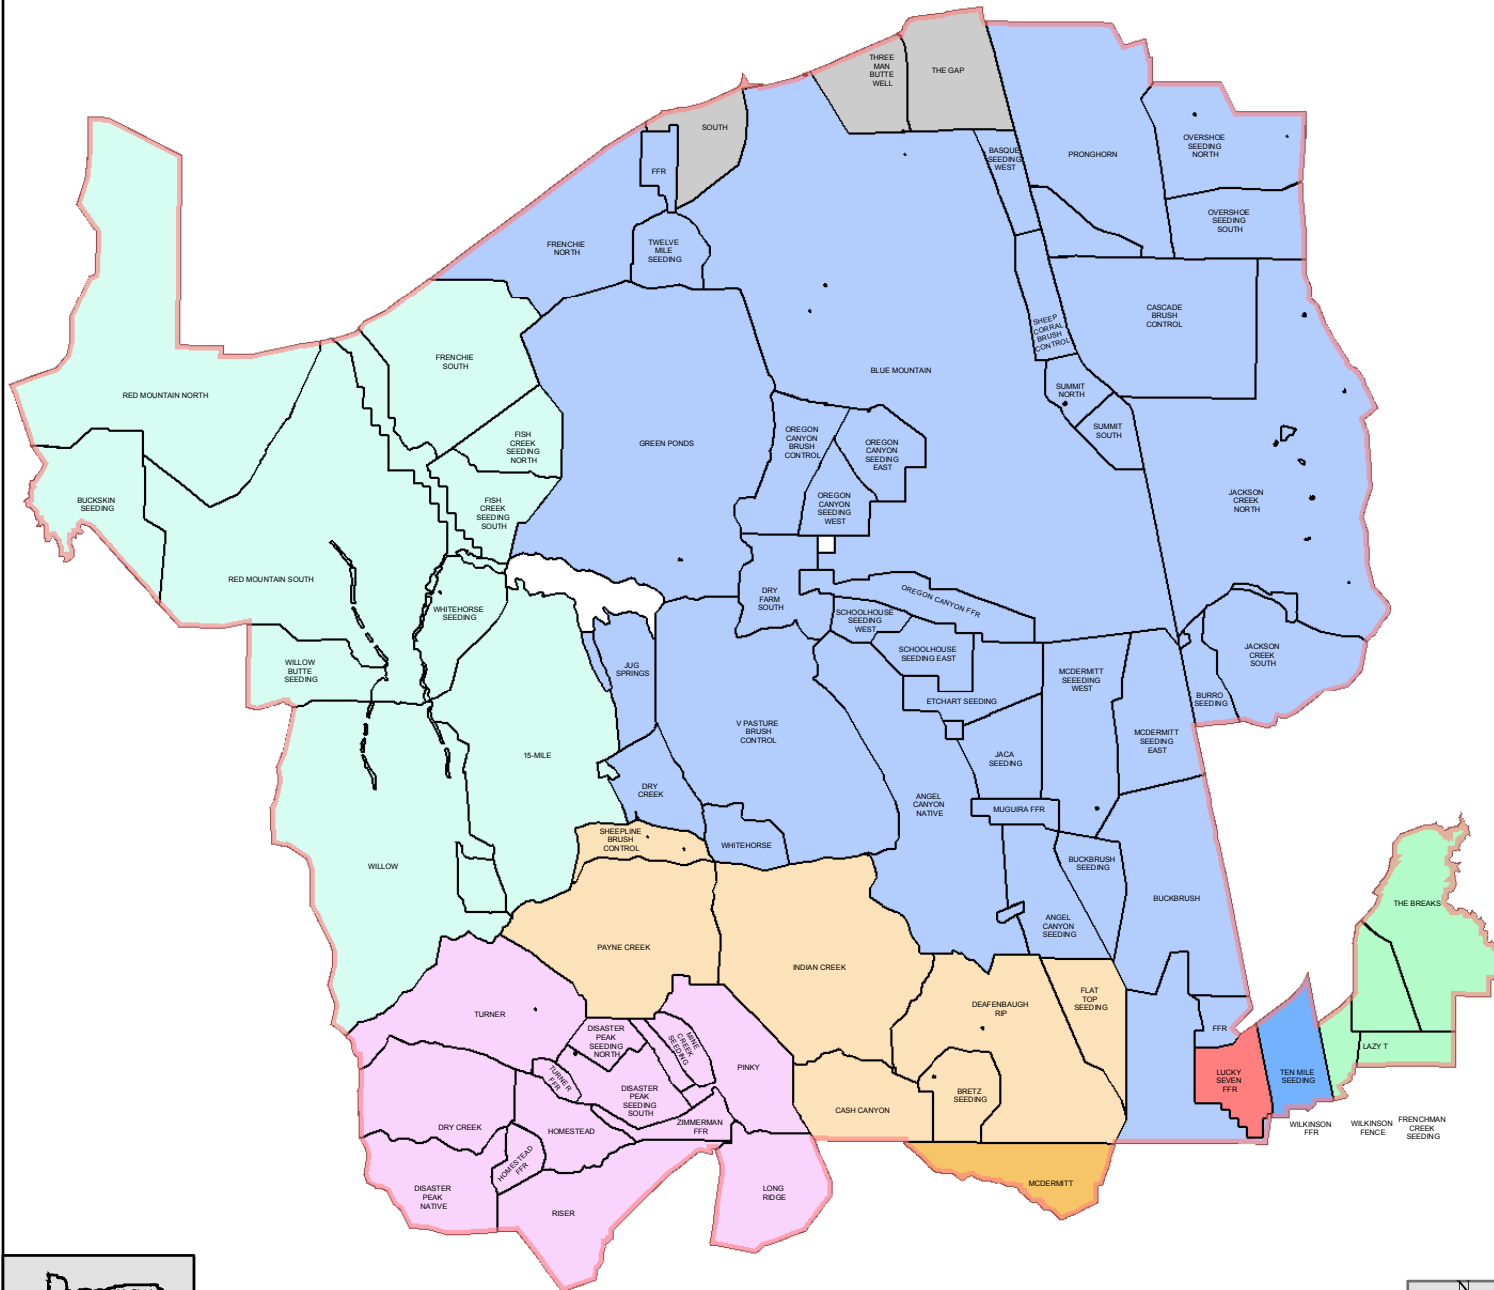 THREE
MAN
BUTTE
WELL
THE GAP
SOUTH
FFR
BASQUE
SEEDING
WEST
PRONGHORN
OVERSHOE
SEEDING
NORTH
OVERSHOE
SEEDING
SOUTH
FRENCHIE
NORTH
TWELVE
MILE
SEEDING
CASCADE
BRUSH
CONTROL
SHEEP
CORRAL
BRUSH
CONTROL
FRENCHIE
SOUTH
BLUE MOUNTAIN
RED MOUNTAIN NORTH
SUMMIT
NORTH
SUMMIT
SOUTH
FISH
CREEK
SEEDING
NORTH
GREEN PONDS
OREGON
CANYON
BRUSH
CONTROL
OREGON
CANYON
SEEDING
EAST
BUCKSKIN
SEEDING
FISH
CREEK
SEEDING
SOUTH
OREGON
CANYON
SEEDING
WEST
JACKSON
CREEK
NORTH
RED MOUNTAIN SOUTH
WHITEHORSE
SEEDING
DRY
FARM
SOUTH
OREGON CANYON FFR
SCHOOLHOUSE
SEEDING
WEST
SCHOOLHOUSE
SEEDING EAST
WILLOW
BUTTE
SEEDING
JUG
SPRINGS
MCDERMITT
SEEEDING
WEST
JACKSON
CREEK
SOUTH
ETCHART SEEDING
BURRO
SEEDING
V PASTURE
BRUSH
CONTROL
MCDERMITT
SEEDING
EAST
15-MILE
JACA
SEEDING
DRY
CREEK
ANGEL
CANYON
NATIVE
MUGUIRA FFR
SHEEPLINE
BRUSH
CONTROL
WHITEHORSE
WILLOW
BUCKBRUSH
SEEDING
BUCKBRUSH
THE BREAKS
ANGEL
CANYON
SEEDING
PAYNE CREEK
INDIAN CREEK
DEAFENBAUGH
RIP
FLAT
TOP
SEEDING
TURNER
DISASTER
PEAK
SEEDING
NORTH
MINE
CREEK
SEEDING
FFR
LAZY T
PINKY
TURNER
FFR
DISASTER
PEAK
SEEDING
SOUTH
BRETZ
SEEDING
LUCKY
SEVEN
FFR
TEN MILE
SEEDING
CASH CANYON
ZIMMERMAN
FFR
DRY CREEK
HOMESTEAD
WILKINSON
FFR
WILKINSON
FENCE
FRENCHMAN
CREEK
SEEDING
HOMESTEAD
FFR
DISASTER
PEAK
NATIVE
LONG
RIDGE
MCDERMITT
RISER
N